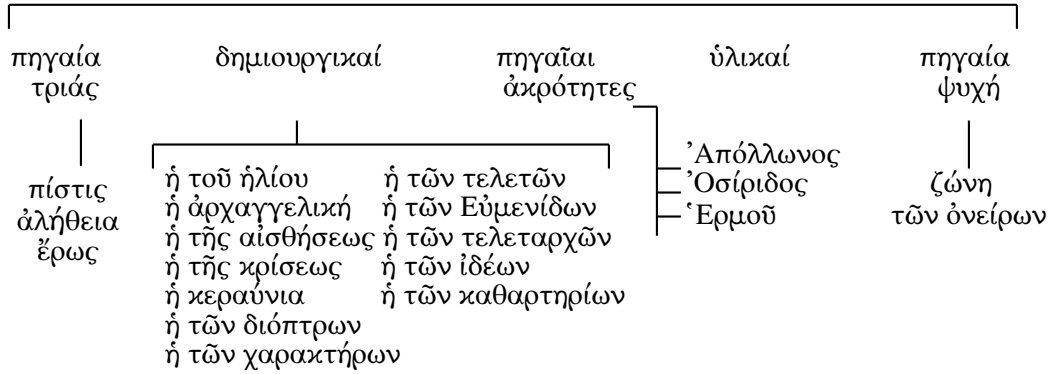 πηγαία δημιουργικαί πηγαῖαι ὑλικαί πηγαία
τριάς ἀκρότητες ψυχή
πίστις
ἀλήθεια
ἔρως
ἡ τοῦ ἡλίου ἡ τῶν τελετῶν
ἡ ἀρχαγγελική ἡ τῶν Εὐμενίδων
ἡ τῆς αἰσθήσεως ἡ τῶν τελεταρχῶν
ἡ τῆς κρίσεως ἡ τῶν ἰδέων
ἡ κεραύνια ἡ τῶν καθαρτηρίων
ἡ τῶν διόπτρων
ἡ τῶν χαρακτήρων
Ἀπόλλωνος
Ὀσίριδος
Ἑρμοῦ
ζώνη
τῶν ὀνείρων